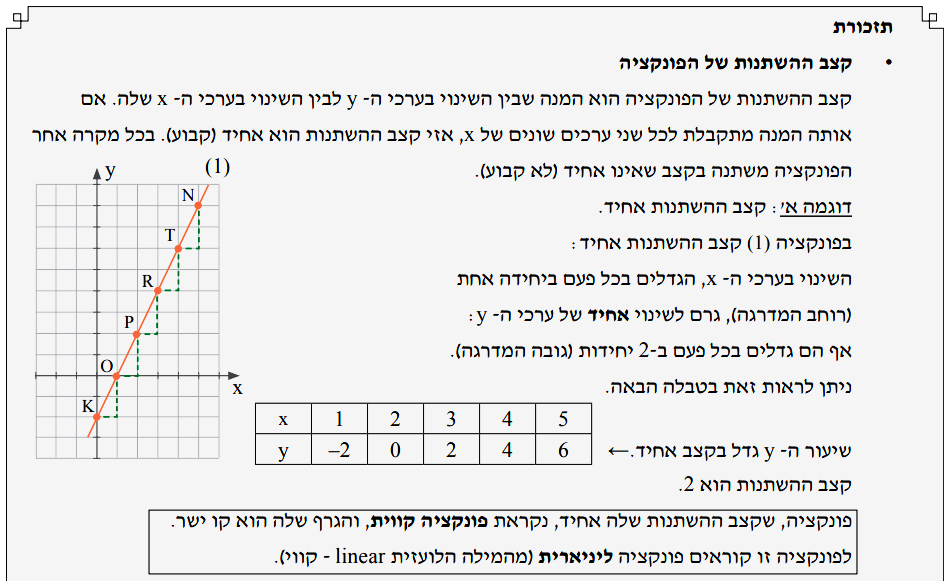 תזכורת
• קצב ההשתנות של הפונקציה
קצב ההשתנות של הפונקציה הוא המנה שבין השינוי בערכי ה- y לבין השינוי בערכי ה- x שלה. אם
אותה המנה מתקבלת לכל שני ערכים שונים של x, אזי קצב ההשתנות הוא אחיד (קבוע). בכל מקרה אחר
הפונקציה משתנה בקצב שאינו אחיד (לא קבוע).
דוגמה א': קצב ההשתנות אחיד.
בפונקציה (1) קצב ההשתנות אחיד:
השינוי בערכי ה- x, הגדלים בכל פעם ביחידה אחת
(רוחב המדרגה), גרם לשינוי אחיד של ערכי ה- y:
אף הם גדלים בכל פעם ב-2 יחידות (גובה המדרגה).
ניתן לראות זאת בטבלה הבאה.
y
(1)
N
T
R
P
O
x
K
x 1 2 3 4 5
y –2 0 2 4 6
שיעור ה- y גדל בקצב אחיד.←
קצב ההשתנות הוא 2.
פונקציה, שקצב ההשתנות שלה אחיד, נקראת פונקציה קווית, והגרף שלה הוא קו ישר.
לפונקציה זו קוראים פונקציה ליניארית (מהמילה הלועזית linear - קווי).